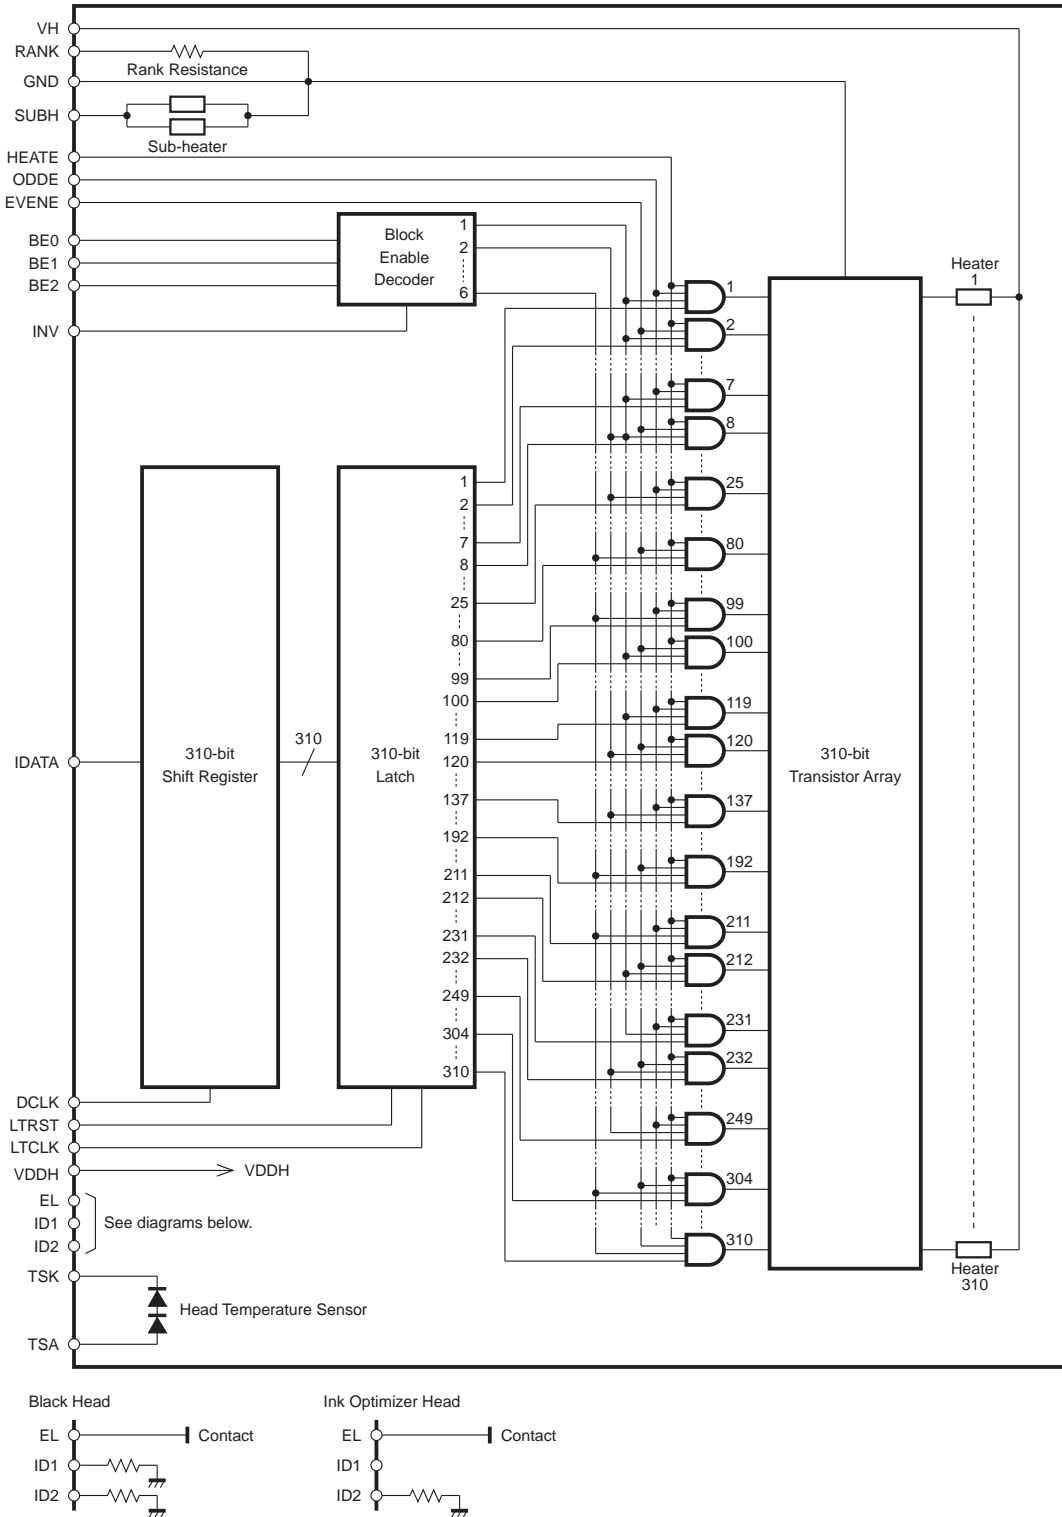 VH
RANK
Rank Resistance
GND
SUBH
Sub-heater
HEATE
ODDE
EVENE
BE0
BE1
BE2
INV
Block
Enable
Decoder
1
2
6
Heater
1
1
2
7
8
25
80
99
100
119
120
137
192
211
212
231
232
249
304
310
310-bit
Transistor Array
1
2
7
8
25
80
99
100
119
120
137
192
211
212
231
232
249
304
310
IDATA
310-bit
Shift Register
310
310-bit
Latch
DCLK
LTRST
LTCLK
VDDH
VDDH
EL
ID1
ID2
See diagrams below.
TSK
TSA
Head Temperature Sensor
Heater
310
Black Head
EL
Contact
ID1
ID2
Ink Optimizer Head
EL
Contact
ID1
ID2